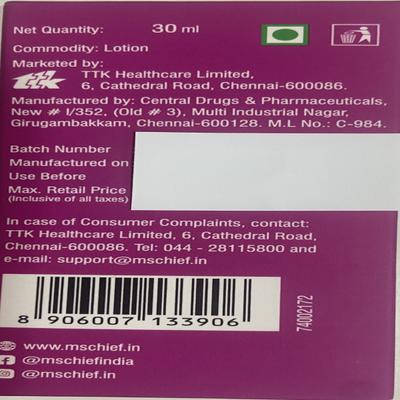 Net Quantity: 30 ml
Commodity: Lotion
Marketed by:
ttk TTK Healthcare Limited,
6, Cathedral Road, Chennai-600086.
Manufactured by: Central Drugs & Pharmaceuticals,
New # I/352, (Old # 3), Multi Industrial Nagar,
Girugambakkam, Chennai-600128. M.L No.: C-984.
Batch Number
Manufactured on
Use Before
Max. Retail Price
(Inclusive of all taxes)
In case of Consumer Complaints, contact:
TTK Healthcare Limited, 6, Cathedral Road,
Chennai-600086. Tel: 044 - 28115800 and
e-mail: support@mschief.in
8 906007 133906
74002172
www.mschief.in
@mschiefindia
@mschief.in